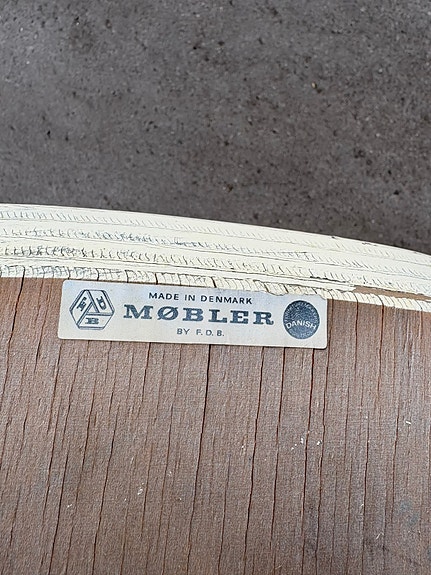 MADE IN DENMARK
MØBLER
BY F.D.B.
F D B
DANISH